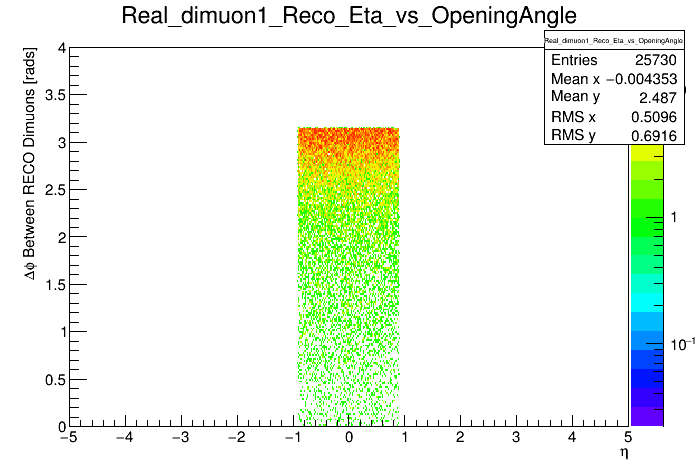 Real_dimuon1_Reco_Eta_vs_OpeningAngle
Real_dimuon1_Reco_Eta_vs_OpeningAngle
Entries 25730
Mean x −0.004353
Mean y 2.487
RMS x 0.5096
RMS y 0.6916
Δϕ Between RECO Dimuons [rads]
4
3.5
3
2.5
2
1.5
1
0.5
0
−5 −4 −3 −2 −1 0 1 2 3 4 5
η
1
10⁻¹